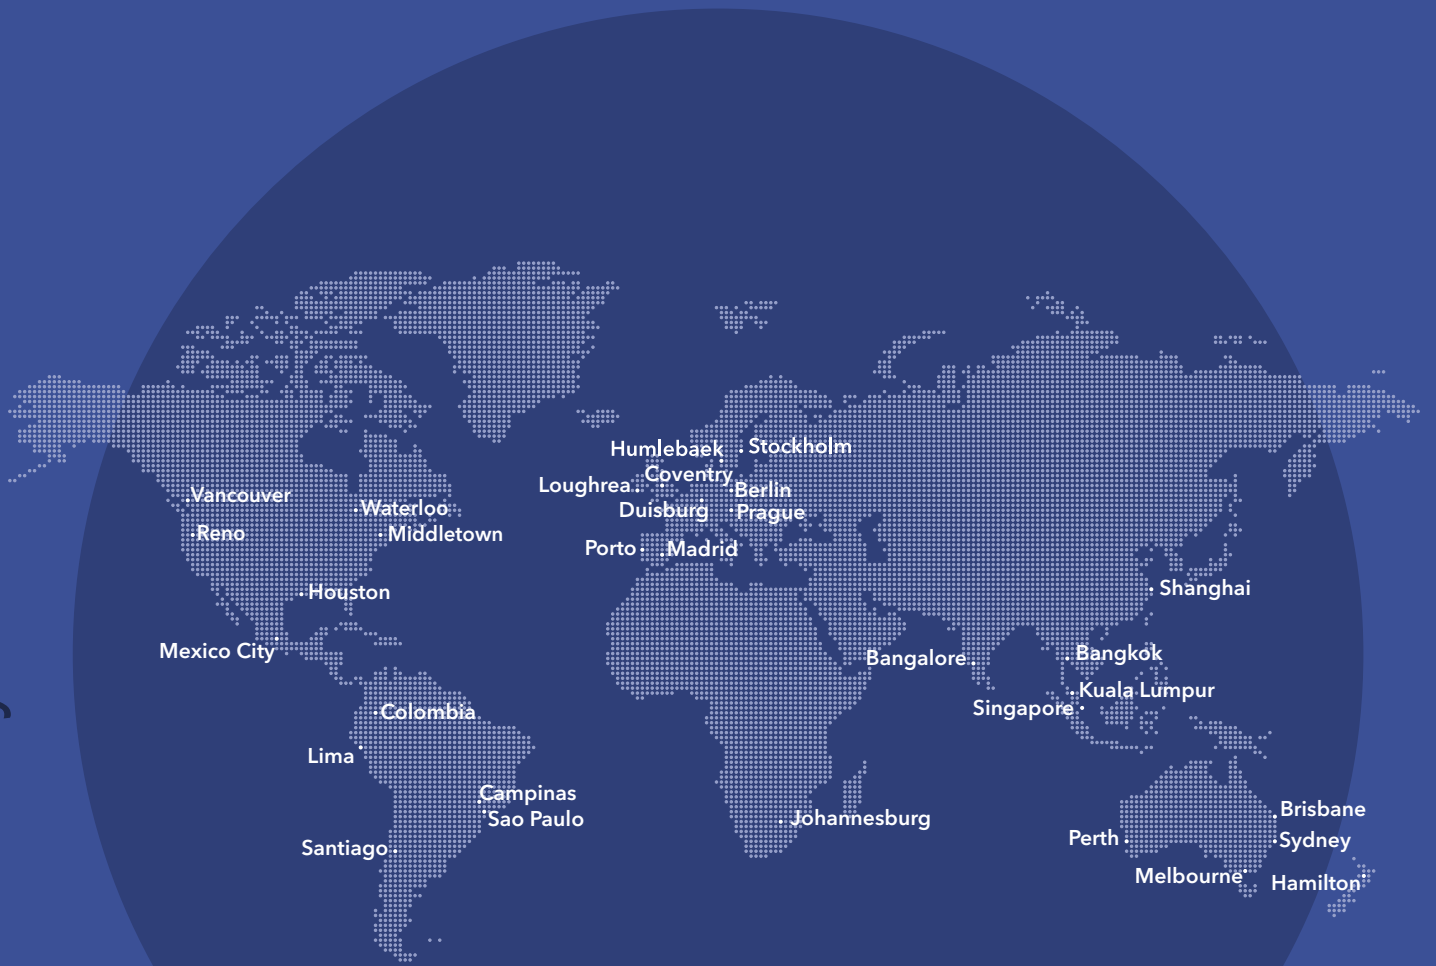 Humlebaek
Stockholm
Coventry
Loughrea
Berlin
Duisburg
Prague
Vancouver
Waterloo
Reno
Middletown
Porto
Madrid
Houston
Shanghai
Mexico City
Bangalore
Bangkok
Kuala Lumpur
Singapore
Colombia
Lima
Campinas
Sao Paulo
Johannesburg
Santiago
Brisbane
Perth
Sydney
Melbourne
Hamilton